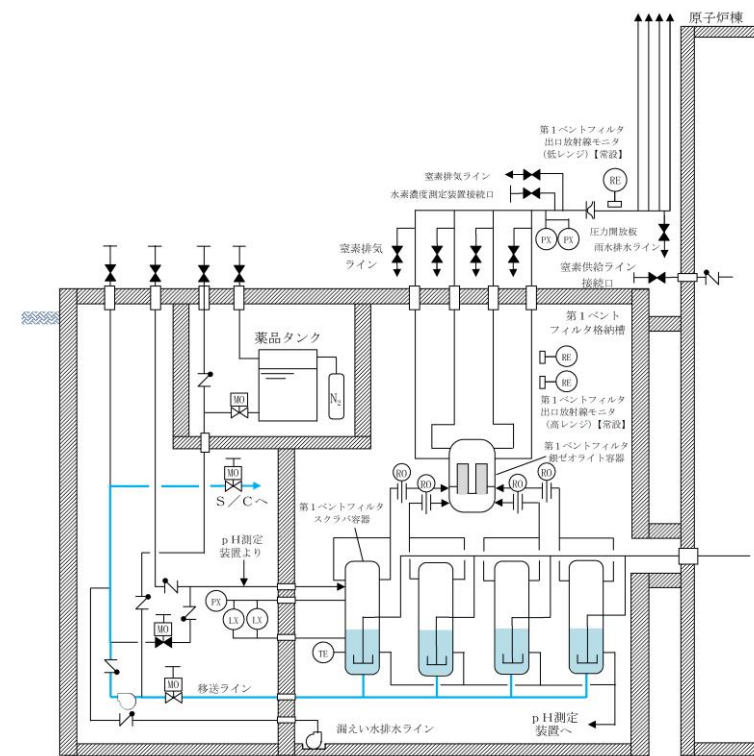 原子炉棟
第1ベントフィルタ
出口放射線モニタ
(低レンジ)【常設】
RE
窒素排気ライン
水素濃度測定装置接続口
PX
PX
圧力開放板
雨水排水ライン
窒素排気
ライン
窒素供給ライン
接続口
第1ベント
フィルタ格納槽
薬品タンク
N₂
MO
RE
RE
第1ベントフィルタ
出口放射線モニタ
(高レンジ)【常設】
第1ベントフィルタ
銀ゼオライト容器
RO
RO
RO
RO
MO
S/Cへ
第1ベントフィルタ
スクラバ容器
pH測定
装置より
PX
LX
LX
MO
TE
MO
移送ライン
漏えい水排水ライン
pH測定
装置へ